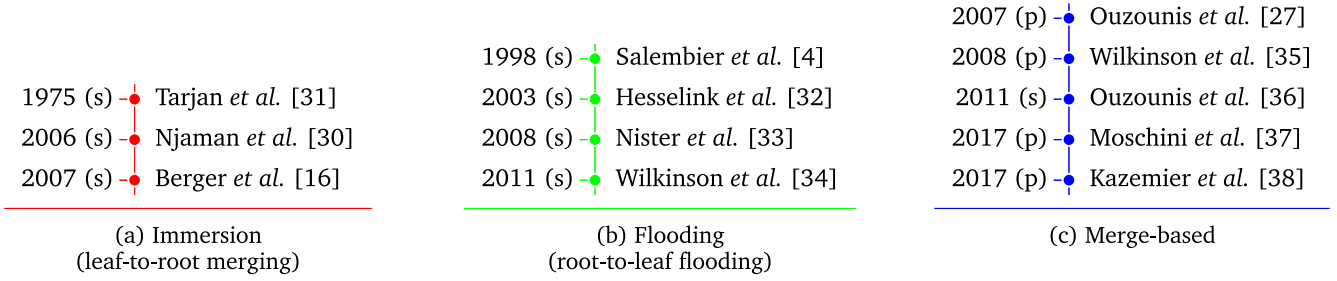 1975 (s) Tarjan et al. [31]
2006 (s) Njaman et al. [30]
2007 (s) Berger et al. [16]
(a) Immersion
(leaf-to-root merging)
1998 (s) Salembier et al. [4]
2003 (s) Hesselink et al. [32]
2008 (s) Nister et al. [33]
2011 (s) Wilkinson et al. [34]
(b) Flooding
(root-to-leaf flooding)
2007 (p) Ouzounis et al. [27]
2008 (p) Wilkinson et al. [35]
2011 (s) Ouzounis et al. [36]
2017 (p) Moschini et al. [37]
2017 (p) Kazemier et al. [38]
(c) Merge-based